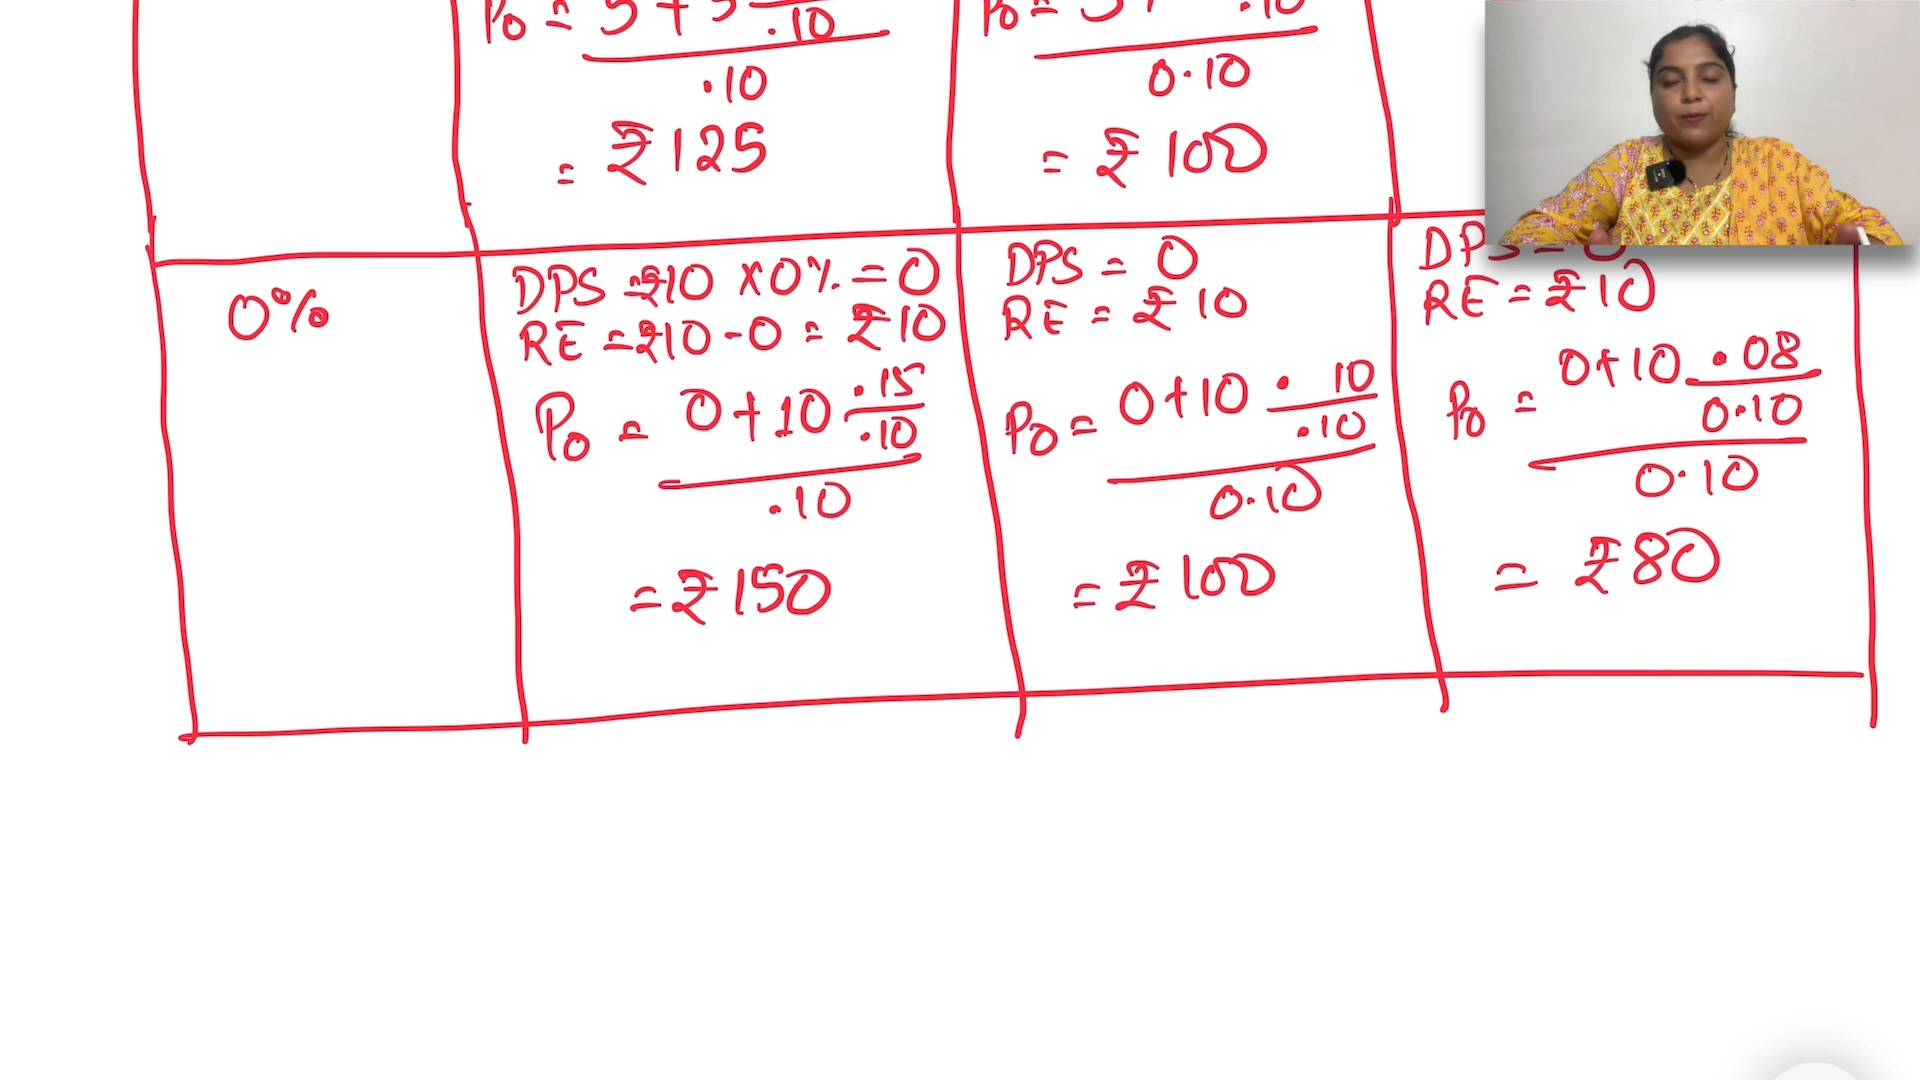 P₀ = 5 + 5 .10
.10
= ₹125
P₀ = 5 + .10
0.10
= ₹100
0%
DPS = ₹10 × 0% = 0
RE = ₹10 - 0 = ₹10
P₀ = 0 + 10 .15
.10
.10
= ₹150
DPS = 0
RE = ₹10
P₀ = 0 + 10 .10
.10
0.10
= ₹100
RE = ₹10
P₀ = 0 + 10 .08
0.10
0.10
= ₹80